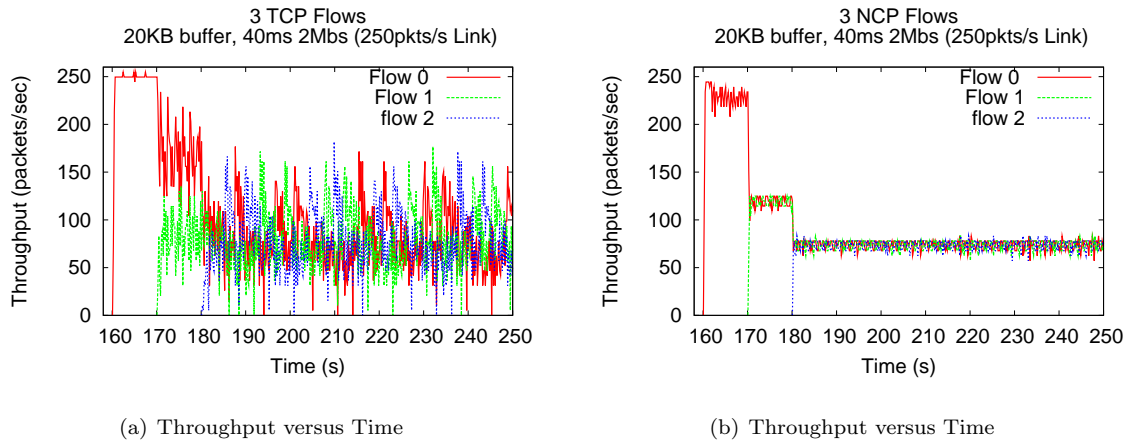 3 TCP Flows
20KB buffer, 40ms 2Mbs (250pkts/s Link)
Throughput (packets/sec)
250
200
150
100
50
0
Flow 0
Flow 1
flow 2
160 170 180 190 200 210 220 230 240 250
Time (s)
(a) Throughput versus Time
3 NCP Flows
20KB buffer, 40ms 2Mbs (250pkts/s Link)
Throughput (packets/sec)
250
200
150
100
50
0
Flow 0
Flow 1
flow 2
160 170 180 190 200 210 220 230 240 250
Time (s)
(b) Throughput versus Time